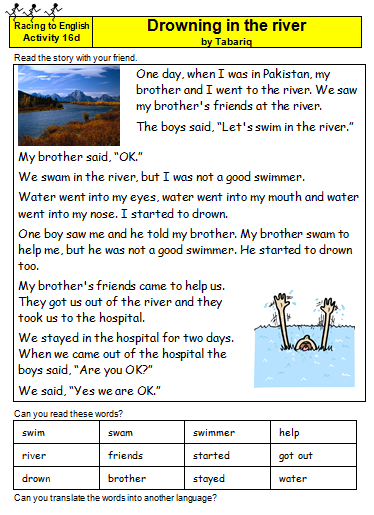 Racing to English
Activity 16d
Drowning in the river
by Tabariq
Read the story with your friend.
One day, when I was in Pakistan, my
brother and I went to the river. We saw
my brother's friends at the river.
The boys said, “Let's swim in the river.”
My brother said, “OK.”
We swam in the river, but I was not a good swimmer.
Water went into my eyes, water went into my mouth and water
went into my nose. I started to drown.
One boy saw me and he told my brother. My brother swam to
help me, but he was not a good swimmer. He started to drown
too.
My brother's friends came to help us.
They got us out of the river and they
took us to the hospital.
We stayed in the hospital for two days.
When we came out of the hospital the
boys said, “Are you OK?”
We said, “Yes we are OK.”
Can you read these words?
swim swam swimmer help
river friends started got out
drown brother stayed water
Can you translate the words into another language?